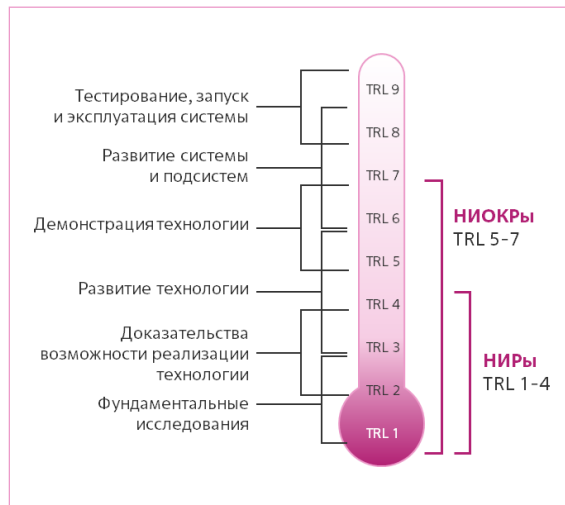 Тестирование, запуск
и эксплуатация системы
Развитие системы
и подсистем
Демонстрация технологии
Развитие технологии
Доказательства
возможности реализации
технологии
Фундаментальные
исследования
TRL 9
TRL 8
TRL 7
TRL 6
TRL 5
TRL 4
TRL 3
TRL 2
TRL 1
НИОКРы
TRL 5-7
НИРы
TRL 1-4